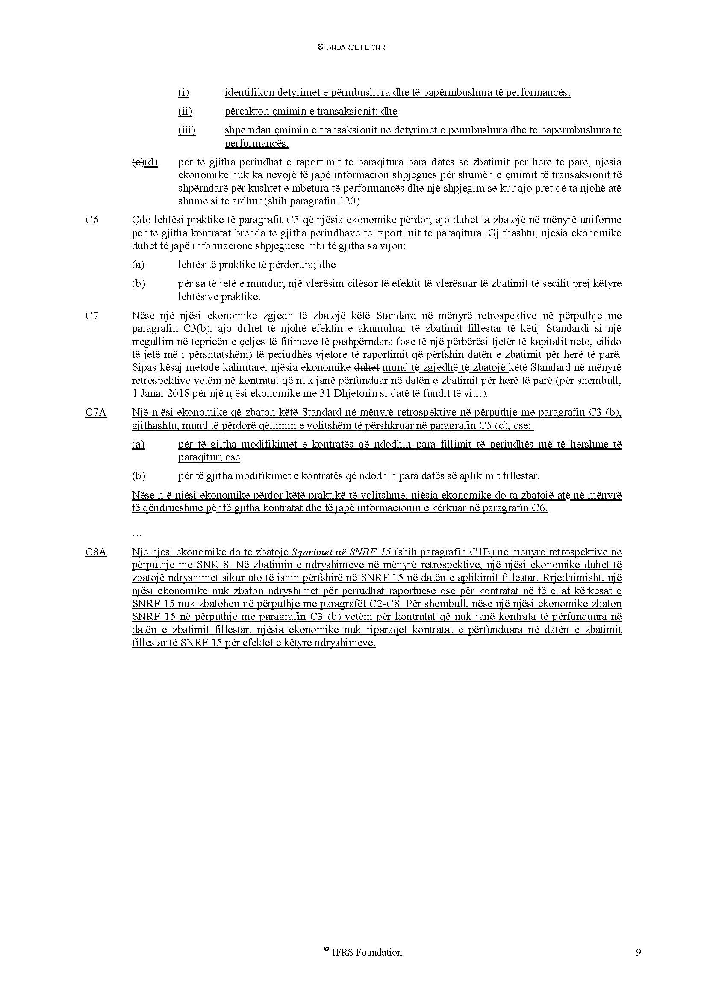 STANDARDET E SNRF
(i) identifikon detyrimet e përmbushura dhe të papërmbushura të performancës;
(ii) përcakton çmimin e transaksionit; dhe
(iii) shpërndan çmimin e transaksionit në detyrimet e përmbushura dhe të papërmbushura të
performancës.
(c)(d) për të gjitha periudhat e raportimit të paraqitura para datës së zbatimit për herë të parë, njësia
ekonomike nuk ka nevojë të japë informacion shpjegues për shumën e çmimit të transaksionit të
shpërndarë për kushtet e mbetura të performancës dhe një shpjegim se kur ajo pret që ta njohë atë
shumë si të ardhur (shih paragrafin 120).
C6 Çdo lehtësi praktike të paragrafit C5 që njësia ekonomike përdor, ajo duhet ta zbatojë në mënyrë uniforme
për të gjitha kontratat brenda të gjitha periudhave të raportimit të paraqitura. Gjithashtu, njësia ekonomike
duhet të japë informacione shpjeguese mbi të gjitha sa vijon:
(a) lehtësitë praktike të përdorura; dhe
(b) për sa të jetë e mundur, një vlerësim cilësor të efektit të vlerësuar të zbatimit të secilit prej këtyre
lehtësive praktike.
C7 Nëse një njësi ekonomike zgjedh të zbatojë këtë Standard në mënyrë retrospektive në përputhje me
paragrafin C3(b), ajo duhet të njohë efektin e akumuluar të zbatimit fillestar të këtij Standardi si një
rregullim në tepricën e çeljes të fitimeve të pashpërndara (ose të një përbërësi tjetër të kapitalit neto, cilido
të jetë më i përshtatshëm) të periudhës vjetore të raportimit që përfshin datën e zbatimit për herë të parë.
Sipas kësaj metode kalimtare, njësia ekonomike duhet mund të zgjedhë të zbatojë këtë Standard në mënyrë
retrospektive vetëm në kontratat që nuk janë përfunduar në datën e zbatimit për herë të parë (për shembull,
1 Janar 2018 për një njësi ekonomike me 31 Dhjetorin si datë të fundit të vitit).
C7A Një njësi ekonomike që zbaton këtë Standard në mënyrë retrospektive në përputhje me paragrafin C3 (b),
gjithashtu, mund të përdorë qëllimin e volitshëm të përshkruar në paragrafin C5 (c), ose:
(a) për të gjitha modifikimet e kontratës që ndodhin para fillimit të periudhës më të hershme të
paraqitur; ose
(b) për të gjitha modifikimet e kontratës që ndodhin para datës së aplikimit fillestar.
Nëse një njësi ekonomike përdor këtë praktikë të volitshme, njësia ekonomike do ta zbatojë atë në mënyrë
të qëndrueshme për të gjitha kontratat dhe të japë informacionin e kërkuar në paragrafin C6.
…
C8A Një njësi ekonomike do të zbatojë Sqarimet në SNRF 15 (shih paragrafin C1B) në mënyrë retrospektive në
përputhje me SNK 8. Në zbatimin e ndryshimeve në mënyrë retrospektive, një njësi ekonomike duhet të
zbatojë ndryshimet sikur ato të ishin përfshirë në SNRF 15 në datën e aplikimit fillestar. Rrjedhimisht, një
njësi ekonomike nuk zbaton ndryshimet për periudhat raportuese ose për kontratat në të cilat kërkesat e
SNRF 15 nuk zbatohen në përputhje me paragrafët C2-C8. Për shembull, nëse një njësi ekonomike zbaton
SNRF 15 në përputhje me paragrafin C3 (b) vetëm për kontratat që nuk janë kontrata të përfunduara në
datën e zbatimit fillestar, njësia ekonomike nuk riparaqet kontratat e përfunduara në datën e zbatimit
fillestar të SNRF 15 për efektet e këtyre ndryshimeve.
© IFRS Foundation 9